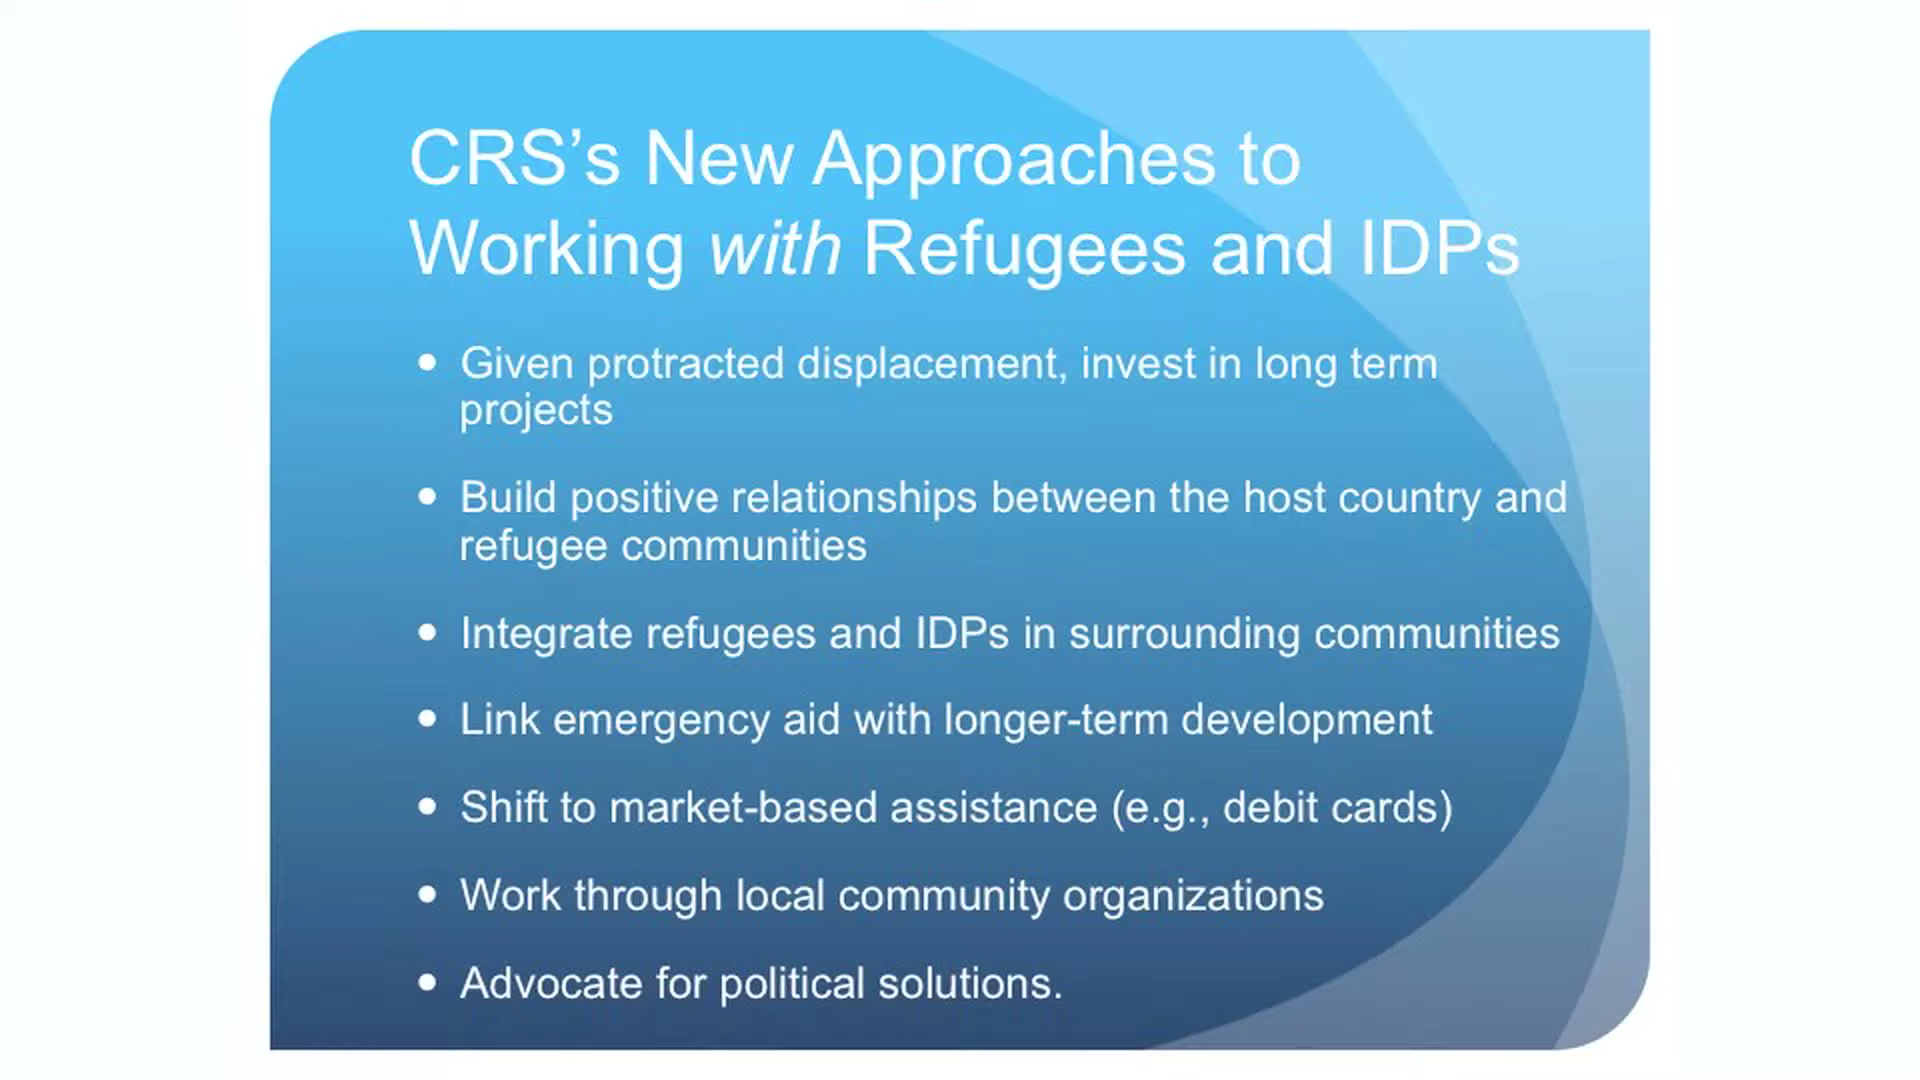 CRS’s New Approaches to
Working with Refugees and IDPs
• Given protracted displacement, invest in long term
projects
• Build positive relationships between the host country and
refugee communities
• Integrate refugees and IDPs in surrounding communities
• Link emergency aid with longer-term development
• Shift to market-based assistance (e.g., debit cards)
• Work through local community organizations
• Advocate for political solutions.